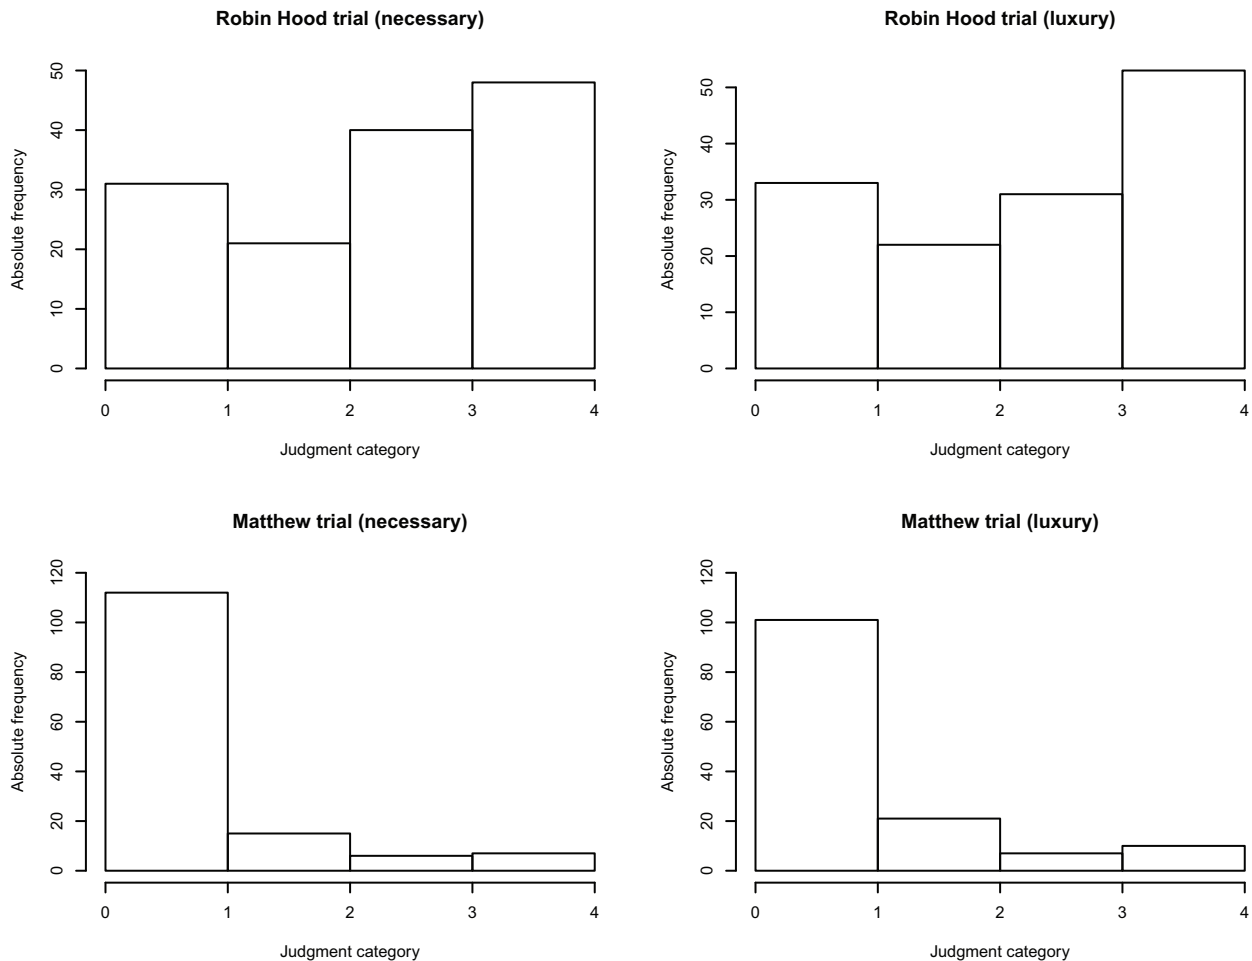 Robin Hood trial (necessary)
Absolute frequency
50
40
30
20
10
0
0 1 2 3 4
Judgment category
Robin Hood trial (luxury)
Absolute frequency
50
40
30
20
10
0
0 1 2 3 4
Judgment category
Matthew trial (necessary)
Absolute frequency
120
100
80
60
40
20
0
0 1 2 3 4
Judgment category
Matthew trial (luxury)
Absolute frequency
120
100
80
60
40
20
0
0 1 2 3 4
Judgment category